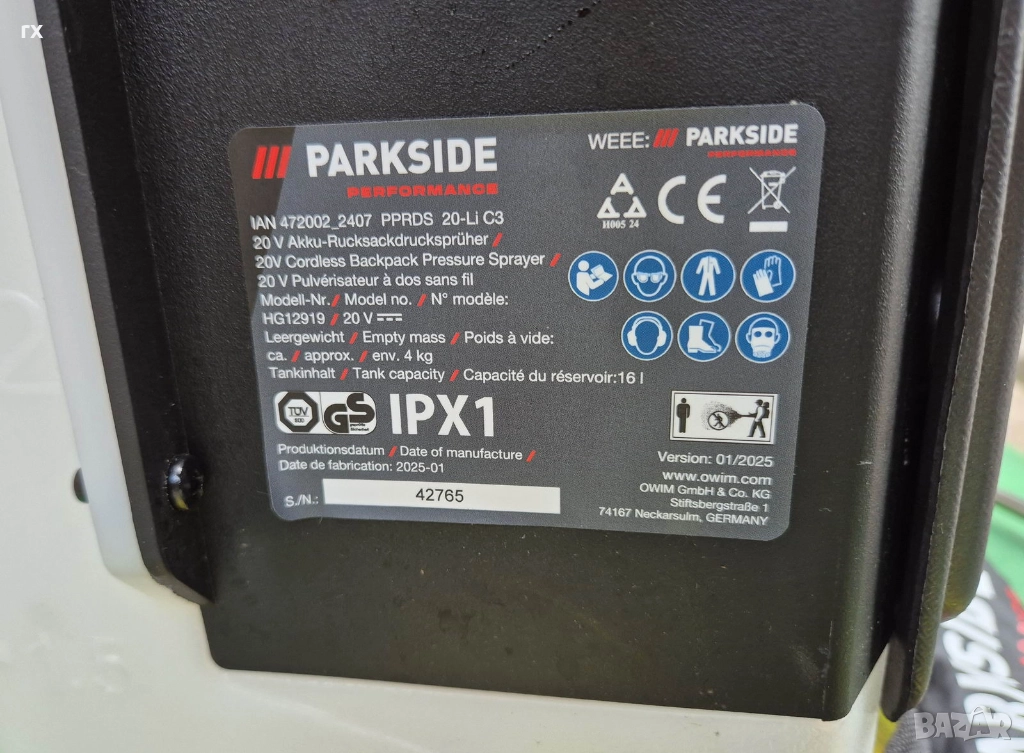 rx
PARKSIDE
PERFORMANCE
IAN 472002_2407 PPRDS 20-Li C3
20 V Akku-Rucksackdrucksprüher /
20V Cordless Backpack Pressure Sprayer /
20 V Pulvérisateur à dos sans fil
Modell-Nr. / Model no. / N° modèle:
HG12919 / 20 V
Leergewicht / Empty mass / Poids à vide:
ca. / approx. / env. 4 kg
Tankinhalt / Tank capacity / Capacité du réservoir:16 l
TÜV
GS
IPX1
Produktionsdatum / Date of manufacture /
Date de fabrication: 2025-01
S./N.: 42765
WEEE: PARKSIDE
PERFORMANCE
H005 24
CE
Version: 01/2025
www.owim.com
OWIM GmbH & Co. KG
Stiftsbergstraße 1
74167 Neckarsulm, GERMANY
BAZAR